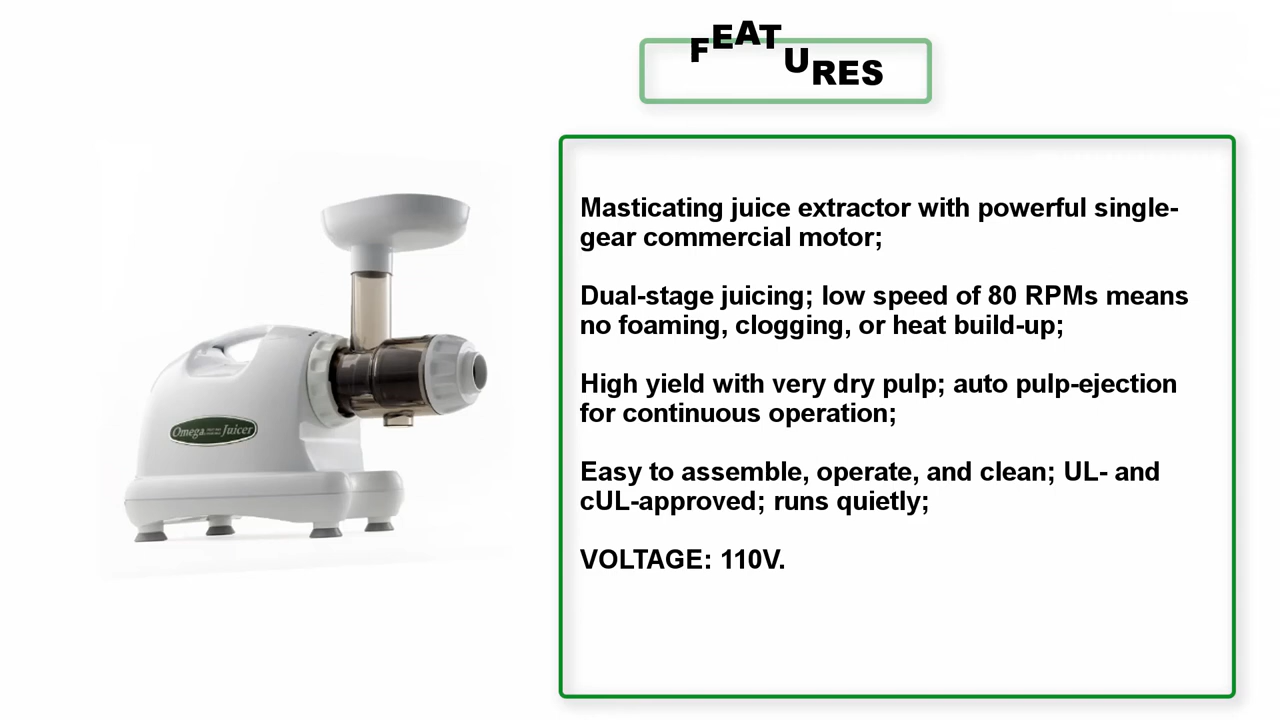 FEATURES
Masticating juice extractor with powerful single-
gear commercial motor;
Dual-stage juicing; low speed of 80 RPMs means
no foaming, clogging, or heat build-up;
High yield with very dry pulp; auto pulp-ejection
for continuous operation;
Easy to assemble, operate, and clean; UL- and
cUL-approved; runs quietly;
VOLTAGE: 110V.
Omega Juicer